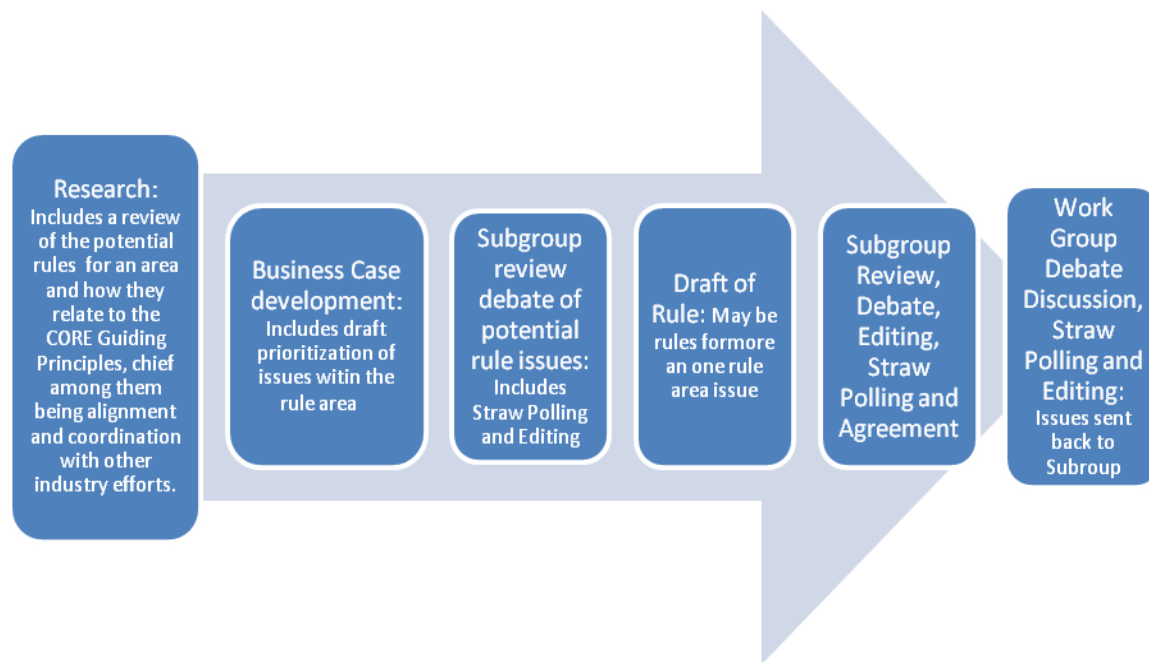 Research:
Includes a review
of the potential
rules for an area
and how they
relate to the
CORE Guiding
Principles, chief
among them
being alignment
and coordination
with other
industry efforts.
Business Case
development:
Includes draft
prioritization of
issues witin the
rule area
Subgroup
review
debate of
potential
rule issues:
Includes
Straw Polling
and Editing
Draft of
Rule: May be
rules formore
an one rule
area issue
Subgroup
Review,
Debate,
Editing,
Straw
Polling and
Agreement
Work
Group
Debate
Discussion,
Straw
Polling and
Editing:
Issues sent
back to
Subroup